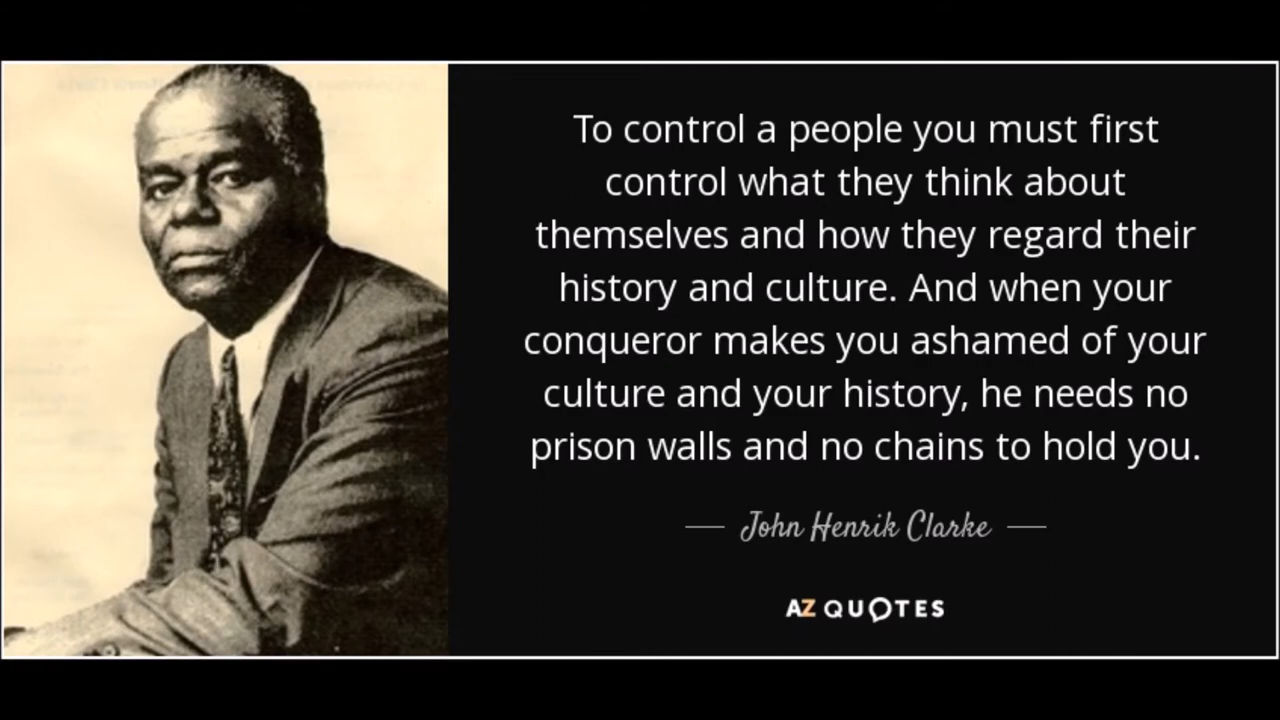 To control a people you must first
control what they think about
themselves and how they regard their
history and culture. And when your
conqueror makes you ashamed of your
culture and your history, he needs no
prison walls and no chains to hold you.
John Henrik Clarke
AZ QUOTES